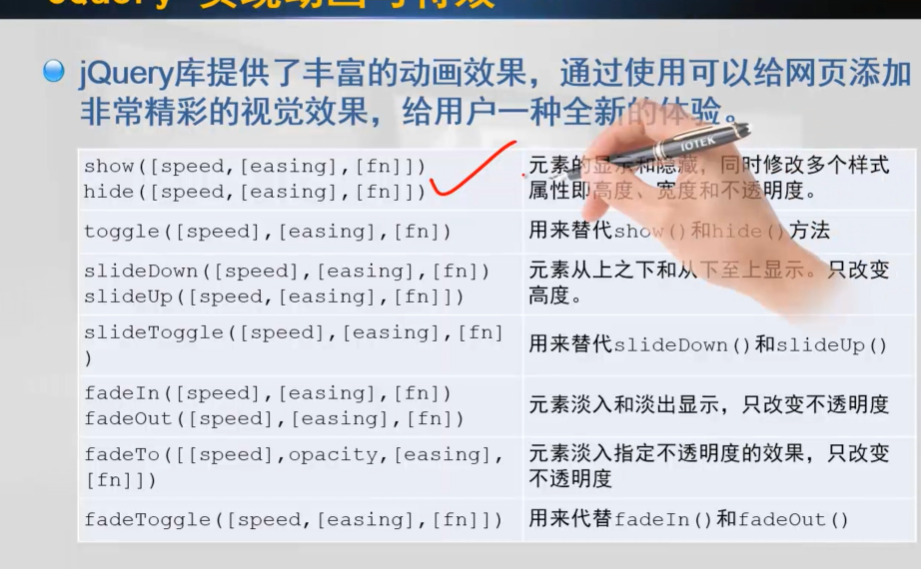 jQuery库提供了丰富的动画效果，通过使用可以给网页添加
非常精彩的视觉效果，给用户一种全新的体验。
show([speed,[easing],[fn]])
hide([speed,[easing],[fn]])
元素的显示和隐藏，同时修改多个样式
属性即高度、宽度和不透明度。
IOTEK
toggle([speed],[easing],[fn])
用来替代show()和hide()方法
slideDown([speed],[easing],[fn])
slideUp([speed,[easing],[fn]])
元素从上之下和从下至上显示。只改变
高度。
slideToggle([speed],[easing],[fn]
)
用来替代slideDown()和slideUp()
fadeIn([speed],[easing],[fn])
fadeOut([speed],[easing],[fn])
元素淡入和淡出显示，只改变不透明度
fadeTo([[speed],opacity,[easing],
[fn]])
元素淡入指定不透明度的效果，只改变
不透明度
fadeToggle([speed,[easing],[fn]])
用来代替fadeIn()和fadeOut()